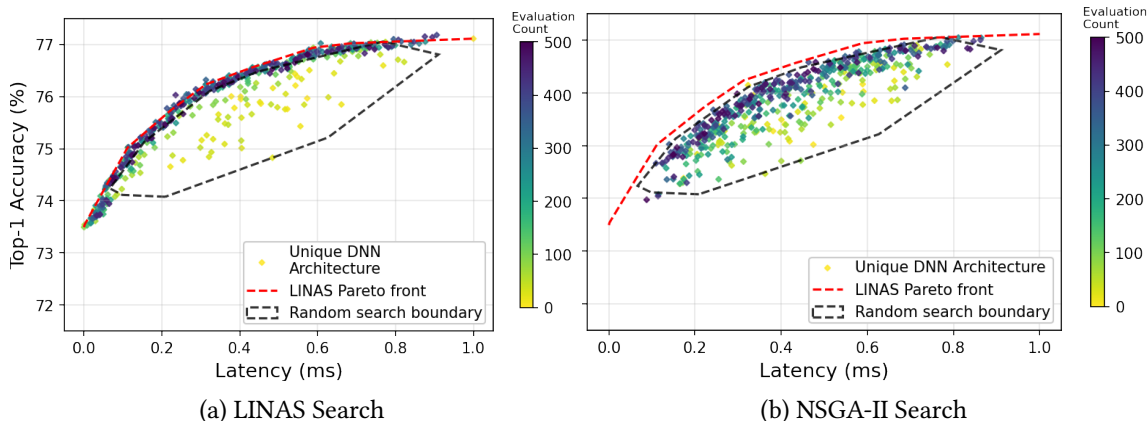 Evaluation
Count
77
76
75
74
73
72
Top-1 Accuracy (%)
0.0 0.2 0.4 0.6 0.8 1.0
Latency (ms)
Unique DNN
Architecture
LINAS Pareto front
Random search boundary
500
400
300
200
100
0
(a) LINAS Search
Evaluation
Count
500
500
400
300
200
0.0 0.2 0.4 0.6 0.8 1.0
Latency (ms)
Unique DNN Architecture
LINAS Pareto front
Random search boundary
500
400
300
200
100
0
(b) NSGA-II Search